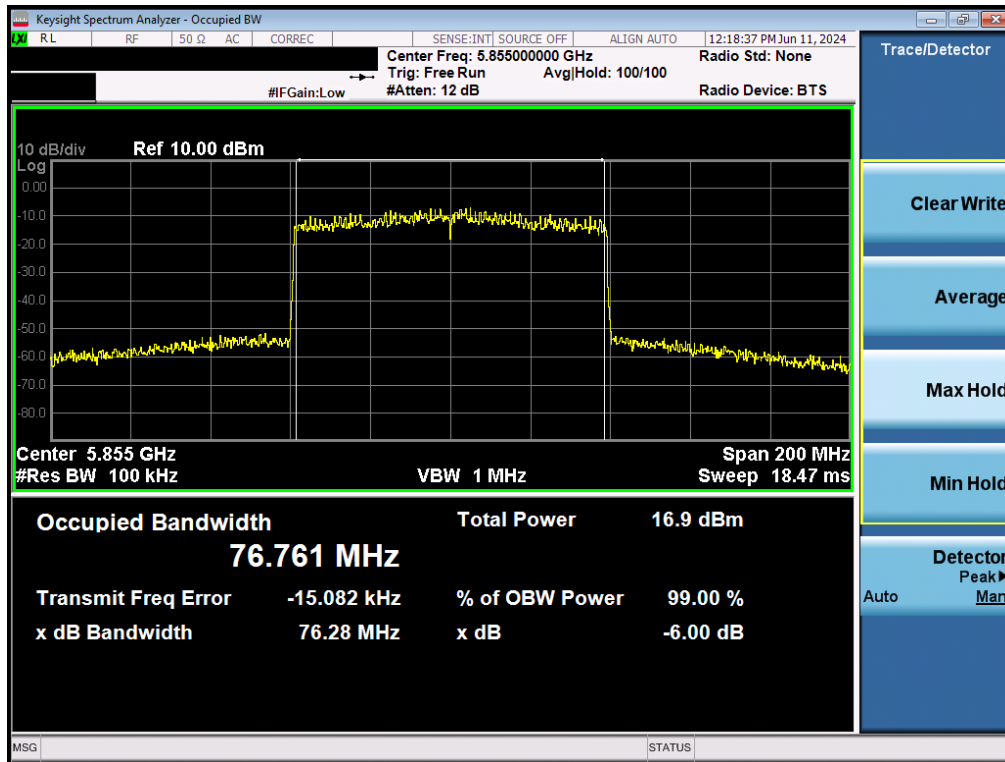 Keysight Spectrum Analyzer - Occupied BW
LXI RL RF 50 Ω AC CORREC SENSE:INT SOURCE OFF ALIGN AUTO 12:18:37 PM Jun 11, 2024
Center Freq: 5.855000000 GHz Radio Std: None
Trig: Free Run Avg|Hold: 100/100
#IFGain:Low #Atten: 12 dB Radio Device: BTS
Trace/Detector
10 dB/div Ref 10.00 dBm
Log
0.00
-10.0
-20.0
-30.0
-40.0
-50.0
-60.0
-70.0
-80.0
Center 5.855 GHz Span 200 MHz
#Res BW 100 kHz VBW 1 MHz Sweep 18.47 ms
Occupied Bandwidth Total Power 16.9 dBm
76.761 MHz
Transmit Freq Error -15.082 kHz % of OBW Power 99.00 %
x dB Bandwidth 76.28 MHz x dB -6.00 dB
Clear Write
Average
Max Hold
Min Hold
Detector
Peak
Auto Man
MSG STATUS